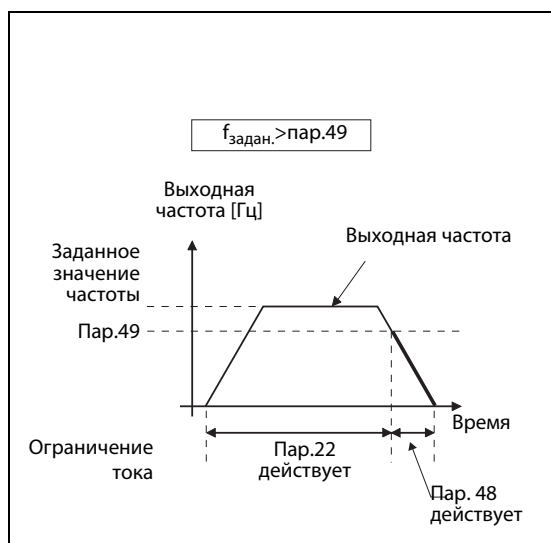 fзадан.>пар.49
Выходная
частота [Гц]
Выходная частота
Заданное
значение
частоты
Пар.49
Время
Ограничение
тока
Пар.22
действует
Пар. 48
действует